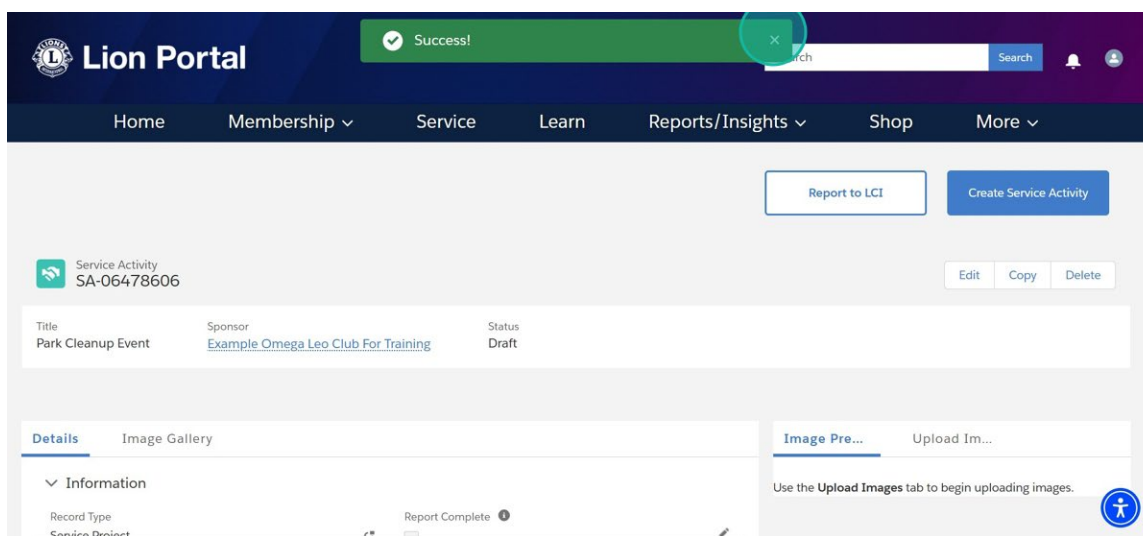 Success!
Lion Portal
rch
Search
Home Membership Service Learn Reports/Insights Shop More
Report to LCI Create Service Activity
Service Activity
SA-06478606
Edit Copy Delete
Title Sponsor Status
Park Cleanup Event Example Omega Leo Club For Training Draft
Details Image Gallery
Image Pre... Upload Im...
Information
Use the Upload Images tab to begin uploading images.
Record Type Report Complete
Service Project